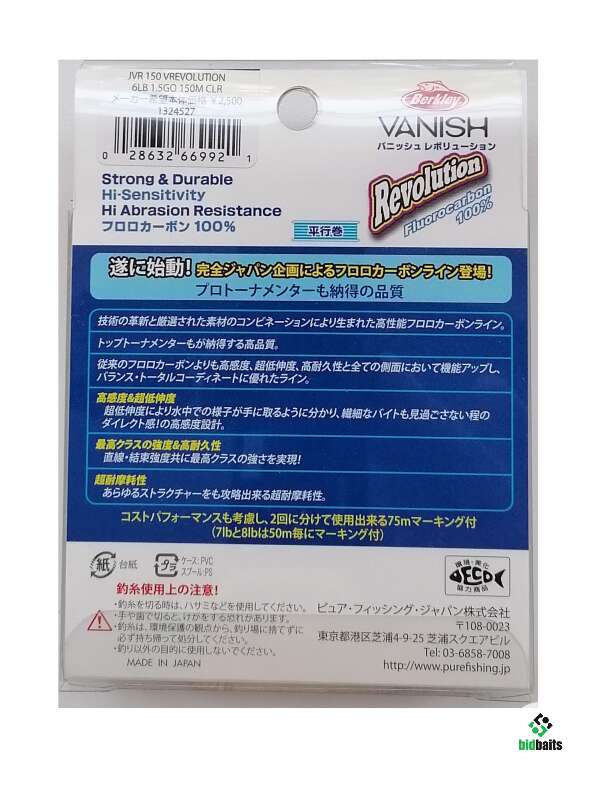 JVR 150 VREVOLUTION
6LB 1.5GO 150M CLR
メーカー希望本体価格 ¥2,500
1324527
0 28632 66992 1
Berkley
VANISH
バニッシュ レボリューション
Revolution
Fluorocarbon
100%
Strong & Durable
Hi-Sensitivity
Hi Abrasion Resistance
フロロカーボン 100%
平行巻
遂に始動! 完全ジャパン企画によるフロロカーボンライン登場!
プロトーナメンターも納得の品質
技術の革新と厳選された素材のコンビネーションにより生まれた高性能フロロカーボンライン。
トップトーナメンターもが納得する高品質。
従来のフロロカーボンよりも高感度、超低伸度、高耐久性と全ての側面において機能アップし、
バランス・トータルコーディネートに優れたライン。
高感度&超低伸度
超低伸度により水中での様子が手に取るように分かり、繊細なバイトも見過ごさない程の
ダイレクト感!の高感度設計。
最高クラスの強度&高耐久性
直線・結束強度共に最高クラスの強さを実現!
超耐摩耗性
あらゆるストラクチャーをも攻略出来る超耐摩耗性。
コストパフォーマンスも考慮し、2回に分けて使用出来る75mマーキング付
(7lbと8lbは50m毎にマーキング付)
紙 台紙
プラ ケース: PVC
スプール: PS
環境・美化
ECO
協力商品
釣糸使用上の注意!
・釣糸を切る時は、ハサミなどを使用してください。
・手や歯で切ると、けがをする恐れがあります。
・釣糸は、環境保護の観点から、釣り場に捨てずに
必ず持ち帰って処分してください。
・釣り以外の目的に使用しないでください。
MADE IN JAPAN
ピュア・フィッシング・ジャパン株式会社
〒108-0023
東京都港区芝浦4-9-25 芝浦スクエアビル
Tel: 03-6858-7008
http://www.purefishing.jp
bidbaits